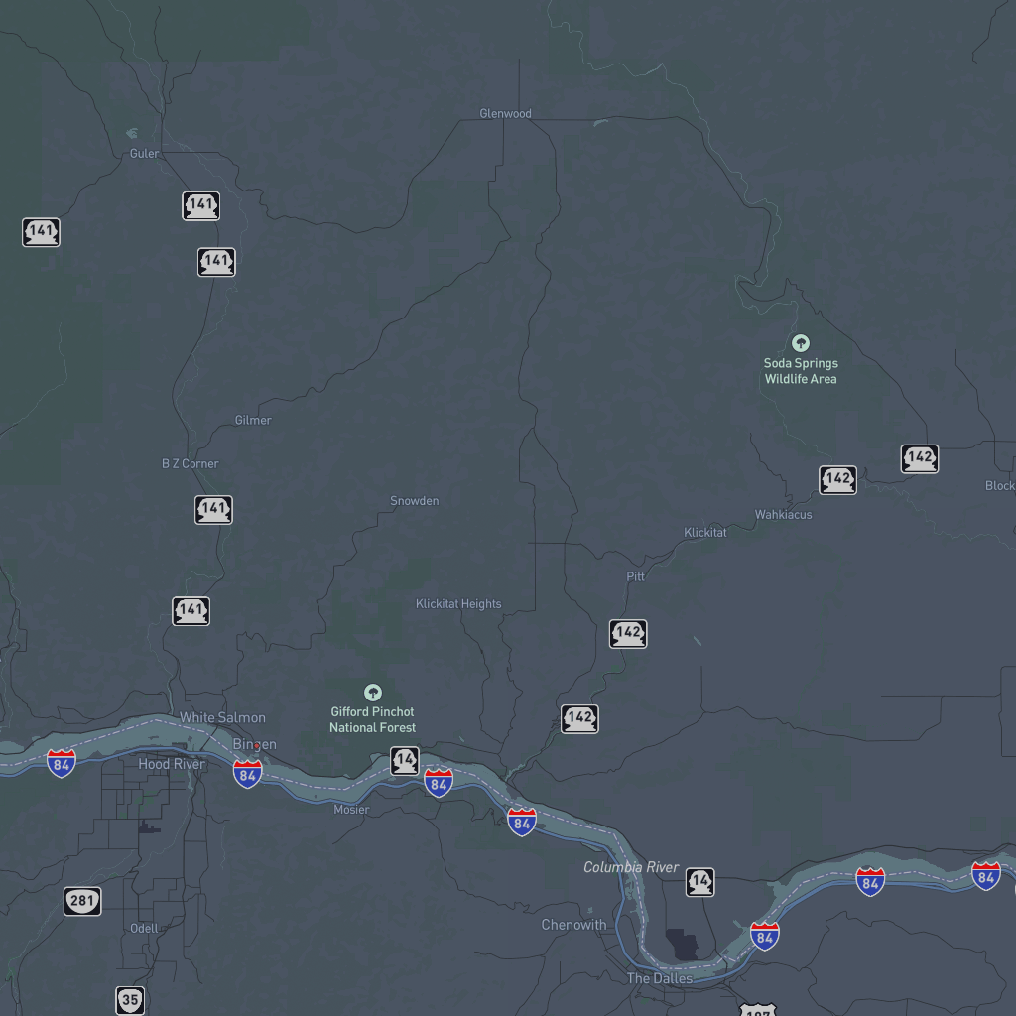 Glenwood
Guler
141
141
141
Soda Springs
Wildlife Area
Gilmer
142
B Z Corner
142
Block
Snowden
141
Wahkiacus
Klickitat
Pitt
Klickitat Heights
141
142
Gifford Pinchot
National Forest
White Salmon
142
Bingen
14
84
Hood River
84
84
Mosier
84
Columbia River
84
84
14
281
Cherowith
Odell
84
The Dalles
35
197